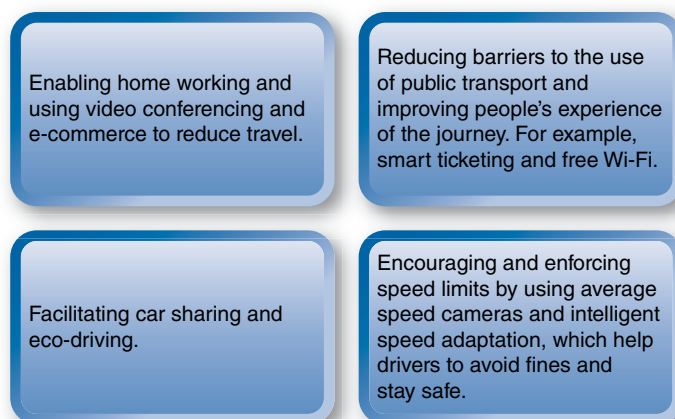 Enabling home working and
using video conferencing and
e-commerce to reduce travel.
Reducing barriers to the use
of public transport and
improving people’s experience
of the journey. For example,
smart ticketing and free Wi-Fi.
Facilitating car sharing and
eco-driving.
Encouraging and enforcing
speed limits by using average
speed cameras and intelligent
speed adaptation, which help
drivers to avoid fines and
stay safe.